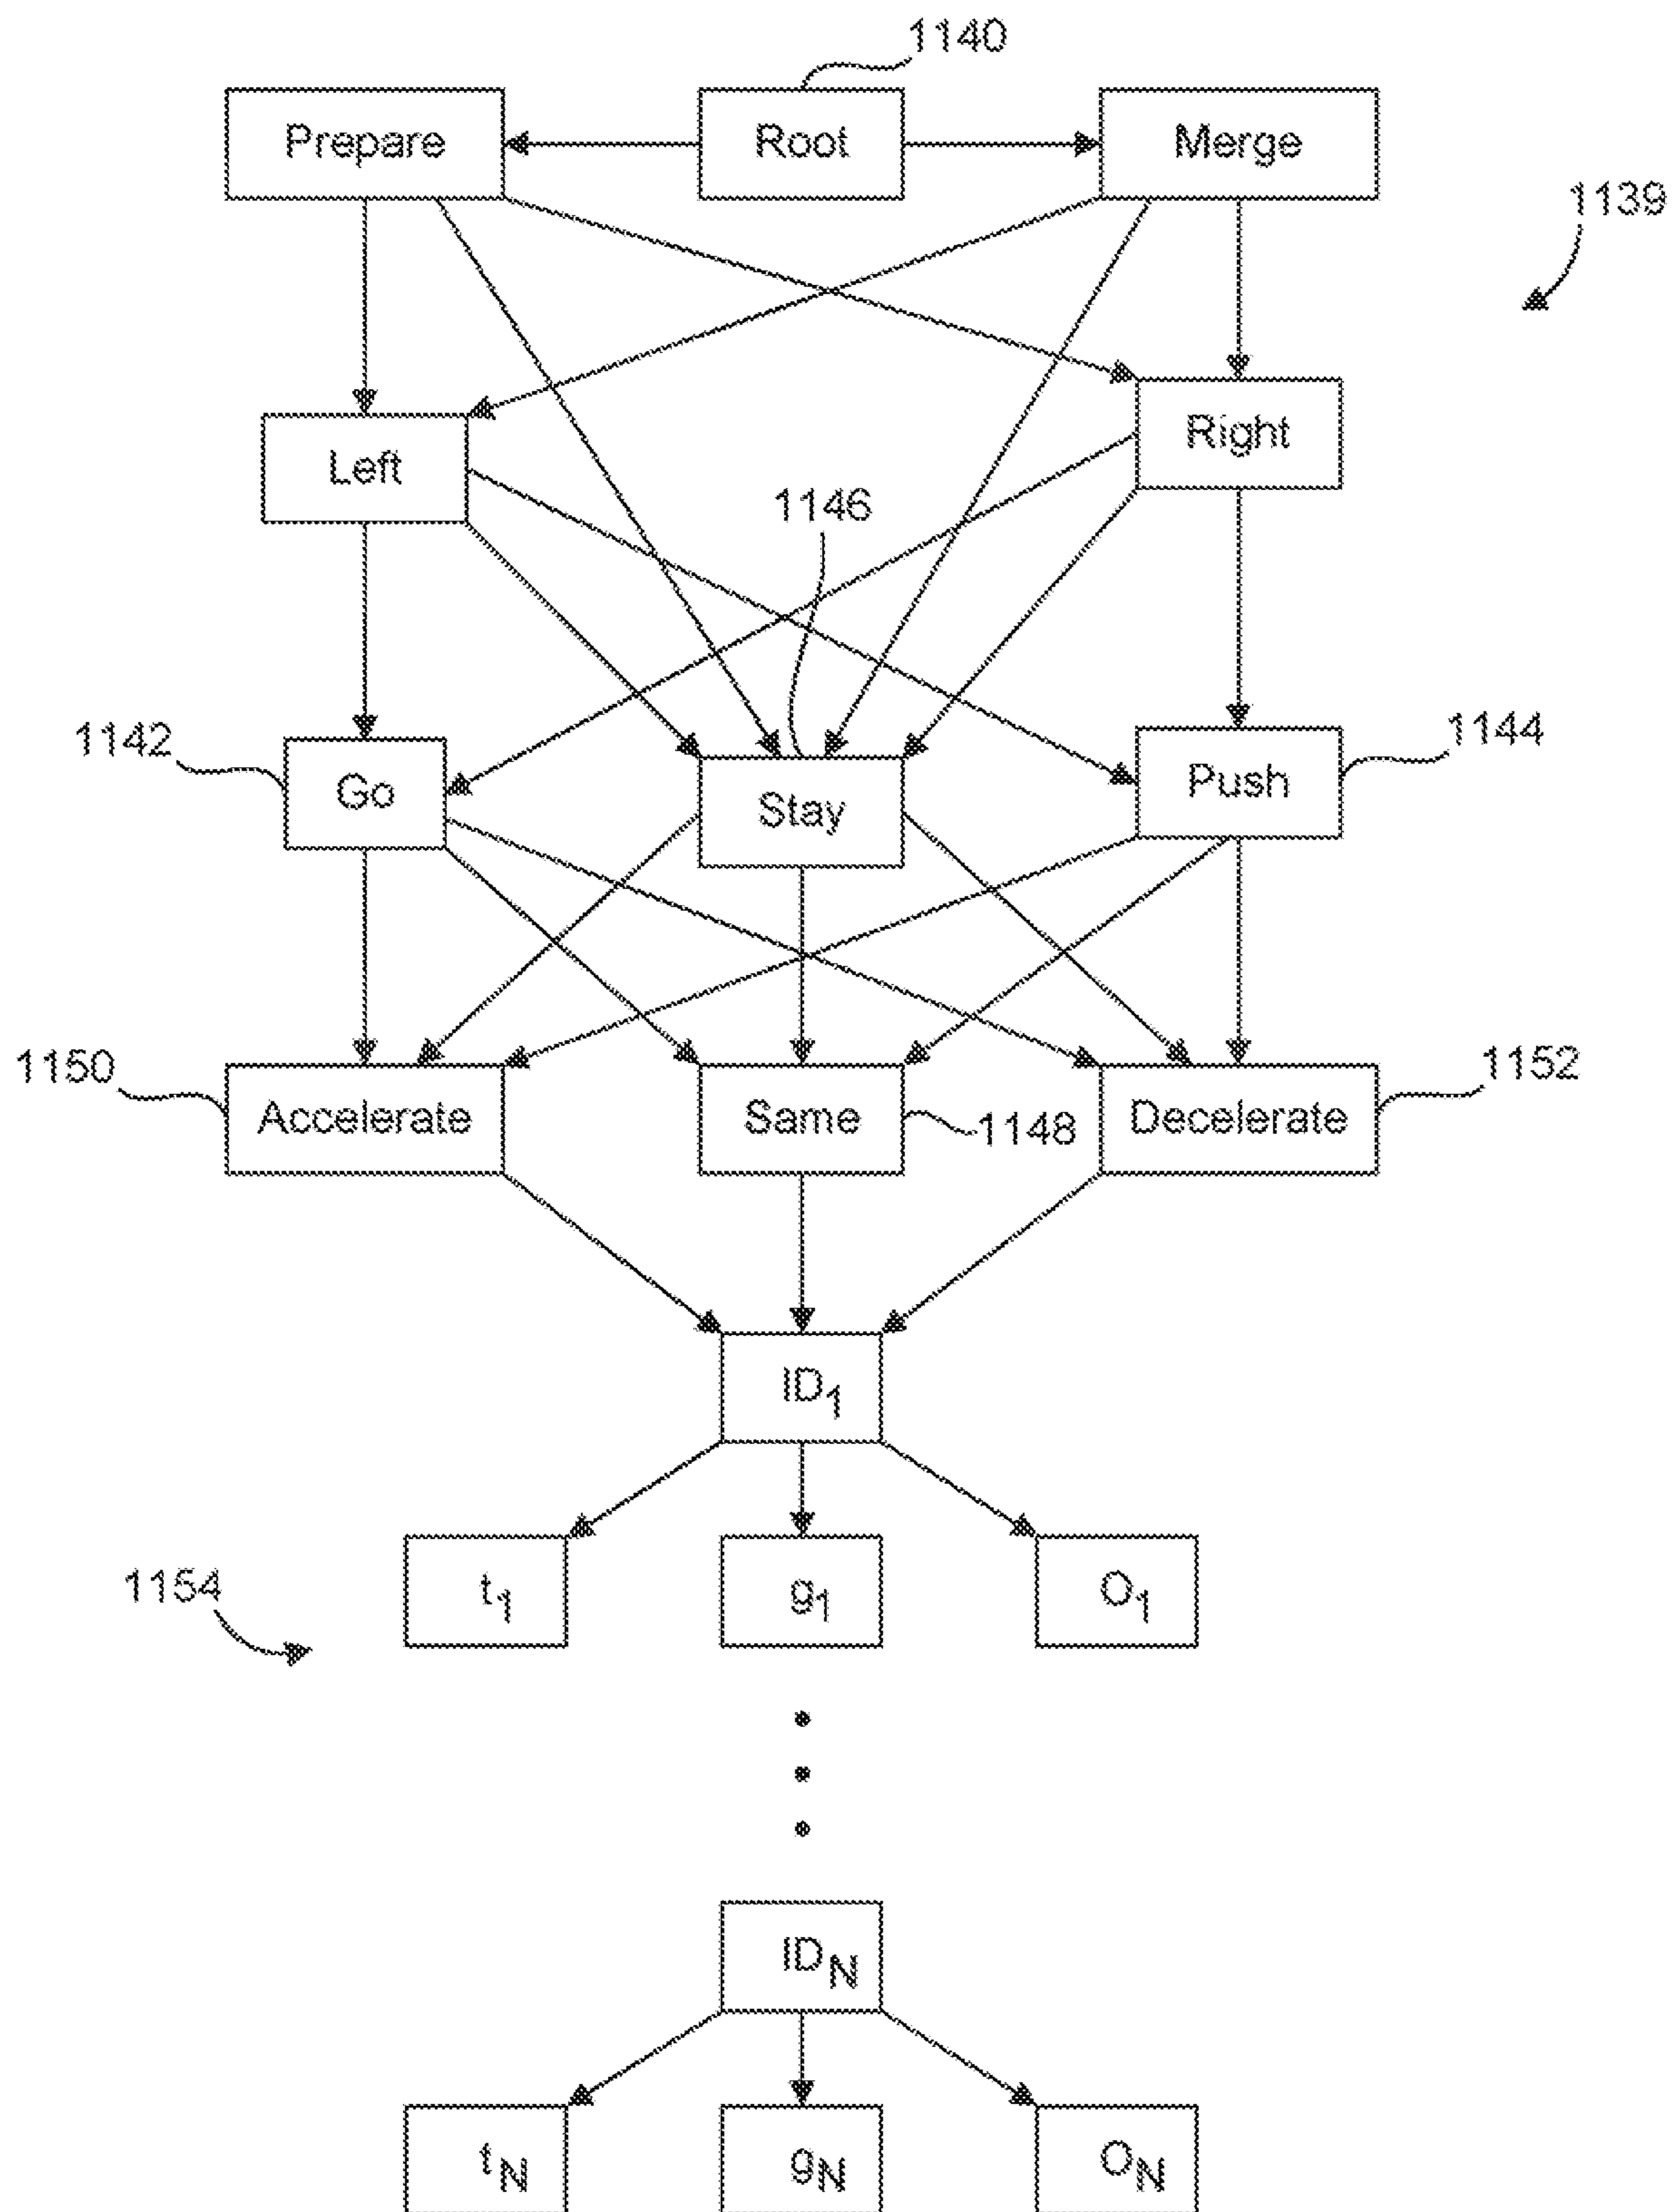 1140
Prepare
Root
Merge
1139
Left
Right
1146
1142
Go
Stay
Push
1144
1150
Accelerate
Same
1148
Decelerate
1152
ID1
1154
t1
g1
O1
IDN
tN
gN
ON